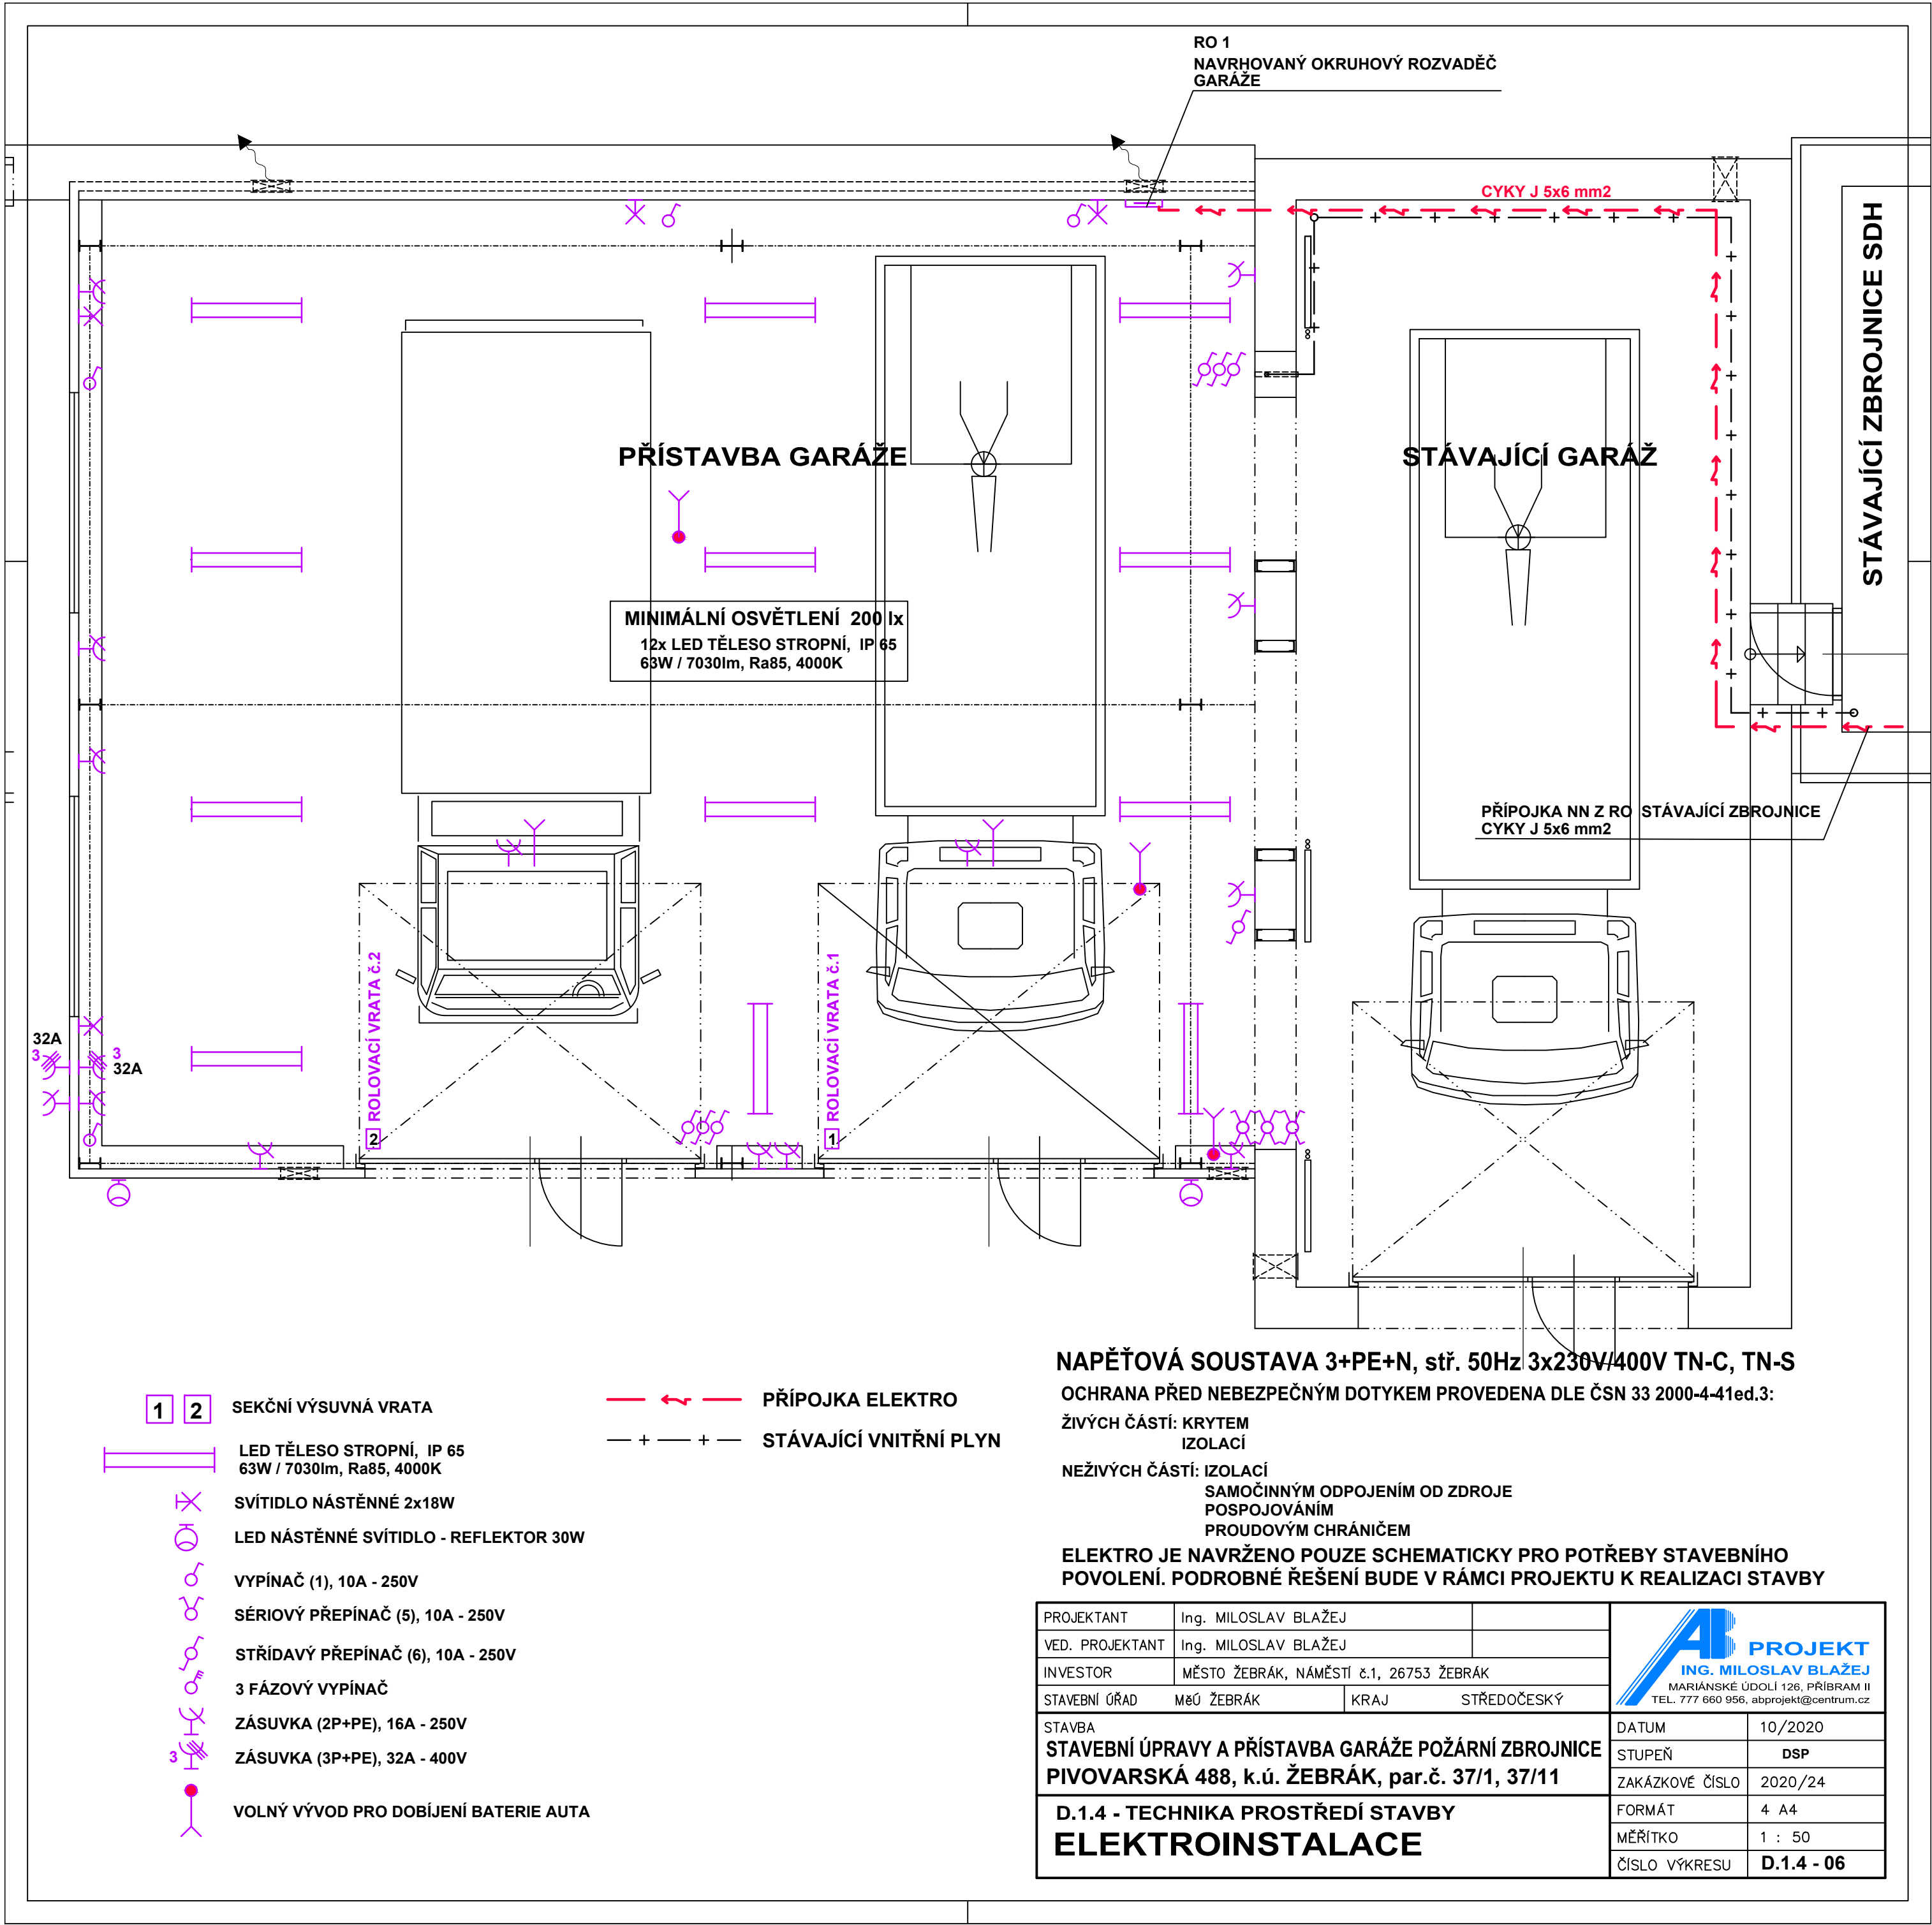 RO 1
NAVRHOVANÝ OKRUHOVÝ ROZVADĚČ
GARÁŽE
CYKY J 5x6 mm2
STÁVAJÍCÍ ZBROJNICE SDH
PŘÍSTAVBA GARÁŽE
STÁVAJÍCÍ GARÁŽ
MINIMÁLNÍ OSVĚTLENÍ 200 lx
12x LED TĚLESO STROPNÍ, IP 65
63W / 7030lm, Ra85, 4000K
PŘÍPOJKA NN Z RO STÁVAJÍCÍ ZBROJNICE
CYKY J 5x6 mm2
ROLOVACÍ VRATA č.2
2
ROLOVACÍ VRATA č.1
1
32A
3
3
32A
1 2 SEKČNÍ VÝSUVNÁ VRATA
LED TĚLESO STROPNÍ, IP 65
63W / 7030lm, Ra85, 4000K
SVÍTIDLO NÁSTĚNNÉ 2x18W
LED NÁSTĚNNÉ SVÍTIDLO - REFLEKTOR 30W
VYPÍNAČ (1), 10A - 250V
SÉRIOVÝ PŘEPÍNAČ (5), 10A - 250V
STŘÍDAVÝ PŘEPÍNAČ (6), 10A - 250V
3 FÁZOVÝ VYPÍNAČ
ZÁSUVKA (2P+PE), 16A - 250V
3 ZÁSUVKA (3P+PE), 32A - 400V
VOLNÝ VÝVOD PRO DOBÍJENÍ BATERIE AUTA
PŘÍPOJKA ELEKTRO
STÁVAJÍCÍ VNITŘNÍ PLYN
NAPĚŤOVÁ SOUSTAVA 3+PE+N, stř. 50Hz 3x230V/400V TN-C, TN-S
OCHRANA PŘED NEBEZPEČNÝM DOTYKEM PROVEDENA DLE ČSN 33 2000-4-41ed.3:
ŽIVÝCH ČÁSTÍ: KRYTEM
IZOLACÍ
NEŽIVÝCH ČÁSTÍ: IZOLACÍ
SAMOČINNÝM ODPOJENÍM OD ZDROJE
POSPOJOVÁNÍM
PROUDOVÝM CHRÁNIČEM
ELEKTRO JE NAVRŽENO POUZE SCHEMATICKY PRO POTŘEBY STAVEBNÍHO
POVOLENÍ. PODROBNÉ ŘEŠENÍ BUDE V RÁMCI PROJEKTU K REALIZACI STAVBY
PROJEKTANT Ing. MILOSLAV BLAŽEJ
VED. PROJEKTANT Ing. MILOSLAV BLAŽEJ
INVESTOR MĚSTO ŽEBRÁK, NÁMĚSTÍ č.1, 26753 ŽEBRÁK
STAVEBNÍ ÚŘAD MěÚ ŽEBRÁK KRAJ STŘEDOČESKÝ
AB PROJEKT
ING. MILOSLAV BLAŽEJ
MARIÁNSKÉ ÚDOLÍ 126, PŘÍBRAM II
TEL. 777 660 956, abprojekt@centrum.cz
STAVBA
STAVEBNÍ ÚPRAVY A PŘÍSTAVBA GARÁŽE POŽÁRNÍ ZBROJNICE
PIVOVARSKÁ 488, k.ú. ŽEBRÁK, par.č. 37/1, 37/11
D.1.4 - TECHNIKA PROSTŘEDÍ STAVBY
ELEKTROINSTALACE
DATUM 10/2020
STUPEŇ DSP
ZAKÁZKOVÉ ČÍSLO 2020/24
FORMÁT 4 A4
MĚŘÍTKO 1 : 50
ČÍSLO VÝKRESU D.1.4 - 06